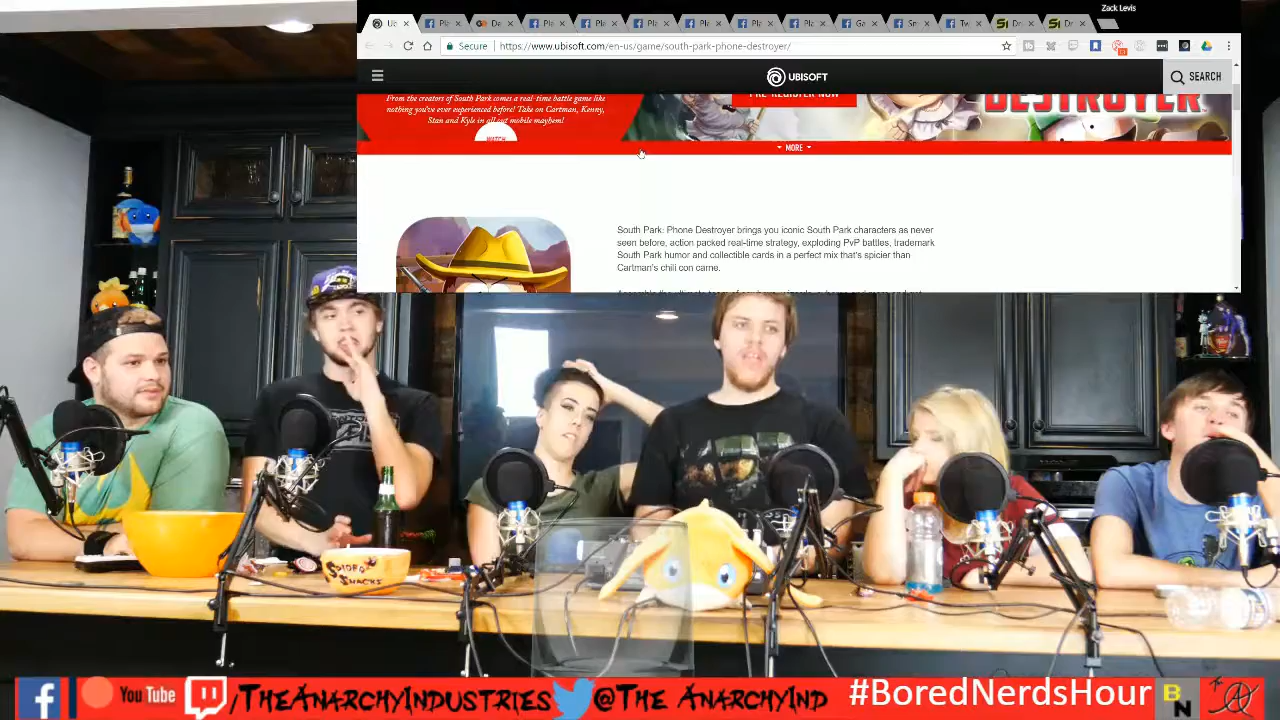 Zack Levis
Secure
https://www.ubisoft.com/en-us/game/south-park-phone-destroyer/
UBISOFT
SEARCH
From the creators of South Park comes a real-time battle game like
nothing you've ever experienced before! Take on Cartman, Kenny,
Stan and Kyle in all out mobile mayhem!
WATCH
PRE-REGISTER NOW
DESTROYER
MORE
South Park: Phone Destroyer brings you iconic South Park characters as never
seen before, action packed real-time strategy, exploding PvP battles, trademark
South Park humor and collectible cards in a perfect mix that's spicier than
Cartman's chili con carne.
SNACKS
YouTube
/TheAnarchyIndustries
@The AnarchyInd
#BoredNerdsHour
B
N